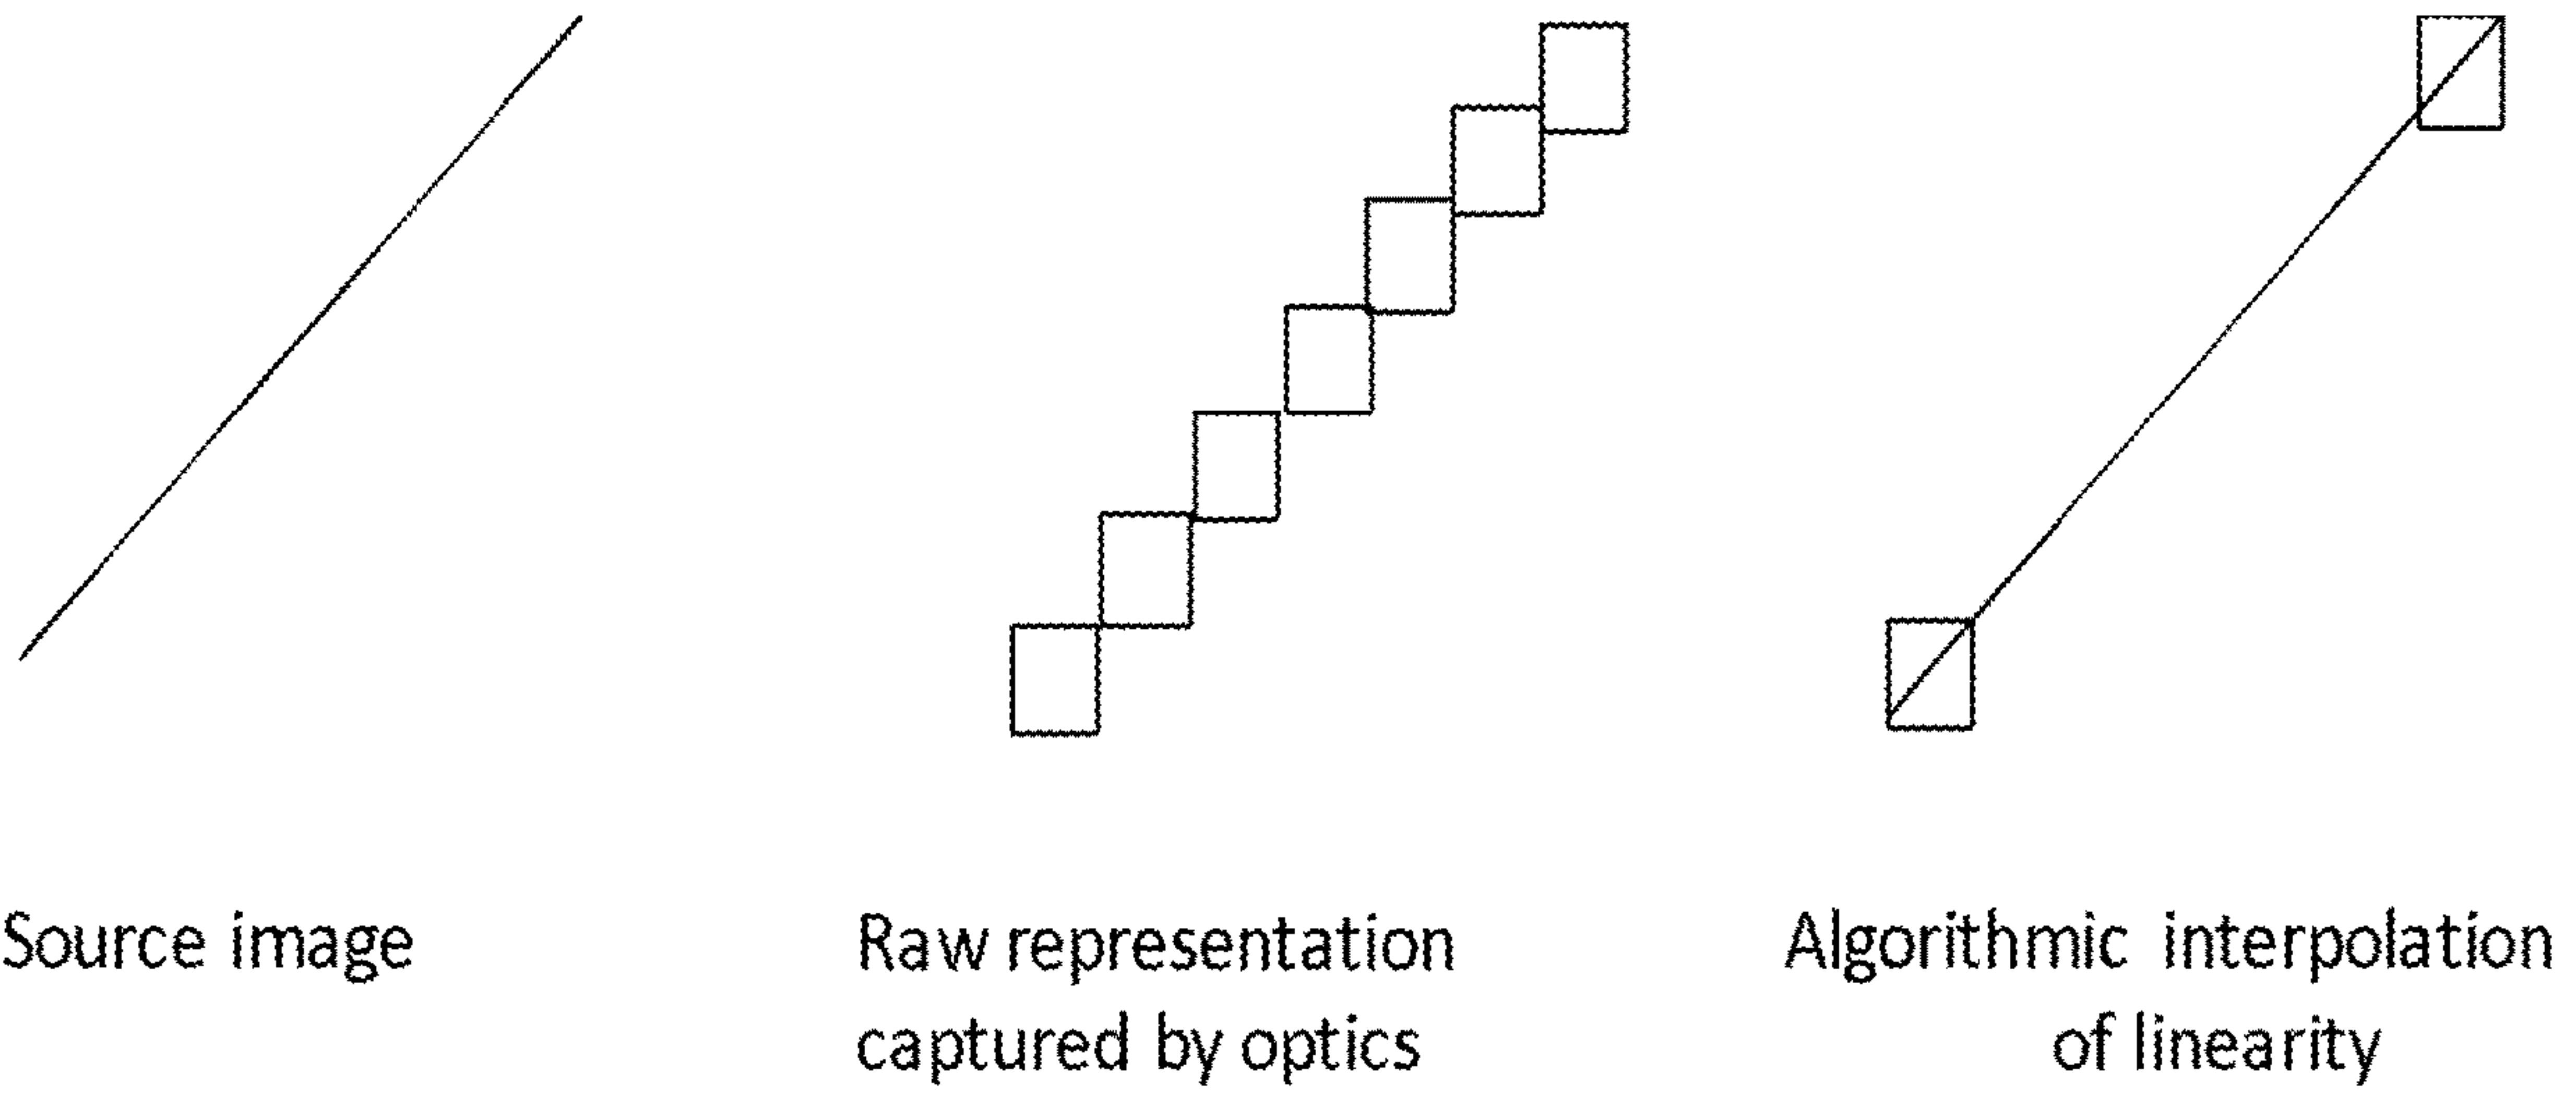 Source image
Raw representation
captured by optics
Algorithmic interpolation
of linearity